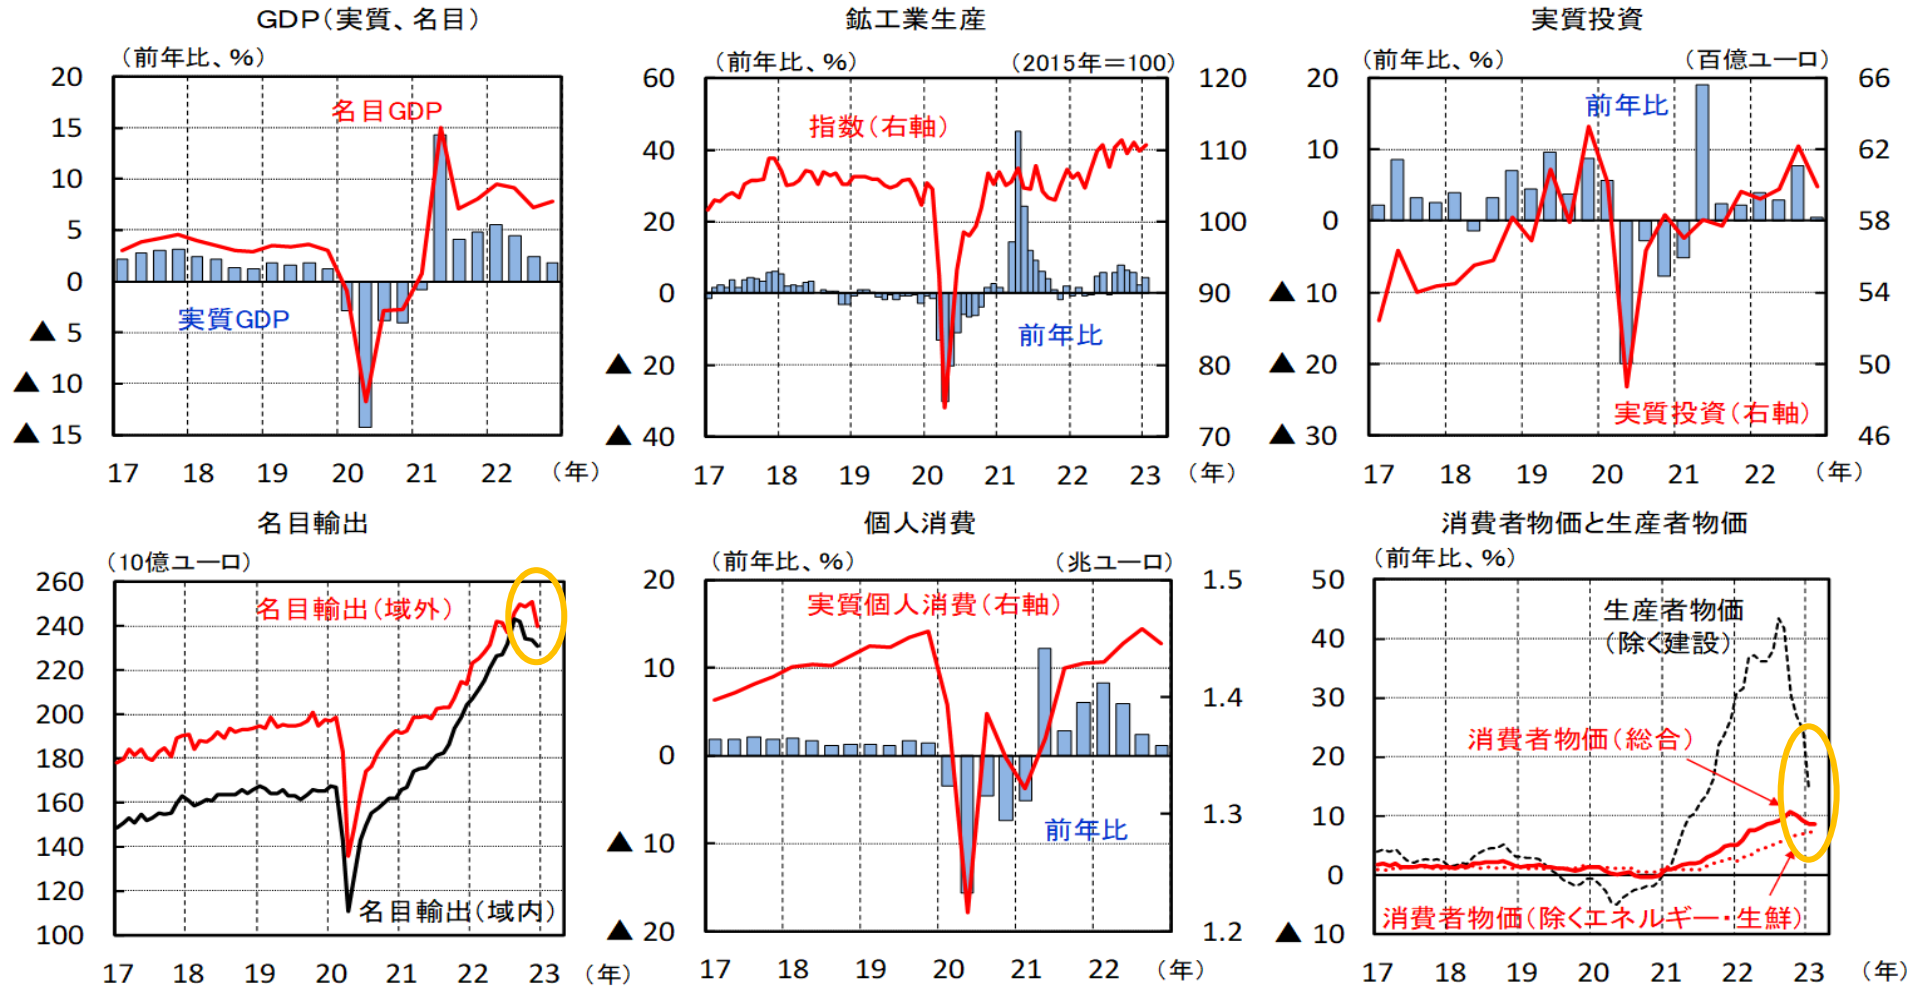 GDP(実質、名目)
(前年比、%)
20
15
10
5
0
▲ 5
▲ 10
▲ 15
名目GDP
実質GDP
17 18 19 20 21 22 (年)
鉱工業生産
(前年比、%) (2015年=100)
60
40
20
0
▲ 20
▲ 40
120
110
100
90
80
70
指数(右軸)
前年比
17 18 19 20 21 22 23 (年)
実質投資
(前年比、%) (百億ユーロ)
20
10
0
▲ 10
▲ 20
▲ 30
66
62
58
54
50
46
前年比
実質投資(右軸)
17 18 19 20 21 22 (年)
名目輸出
(10億ユーロ)
260
240
220
200
180
160
140
120
100
名目輸出(域外)
名目輸出(域内)
17 18 19 20 21 22 23 (年)
個人消費
(前年比、%) (兆ユーロ)
20
10
0
▲ 10
▲ 20
1.5
1.4
1.3
1.2
実質個人消費(右軸)
前年比
17 18 19 20 21 22 (年)
消費者物価と生産者物価
(前年比、%)
50
40
30
20
10
0
▲ 10
生産者物価
(除く建設)
消費者物価(総合)
消費者物価(除くエネルギー・生鮮)
17 18 19 20 21 22 23 (年)